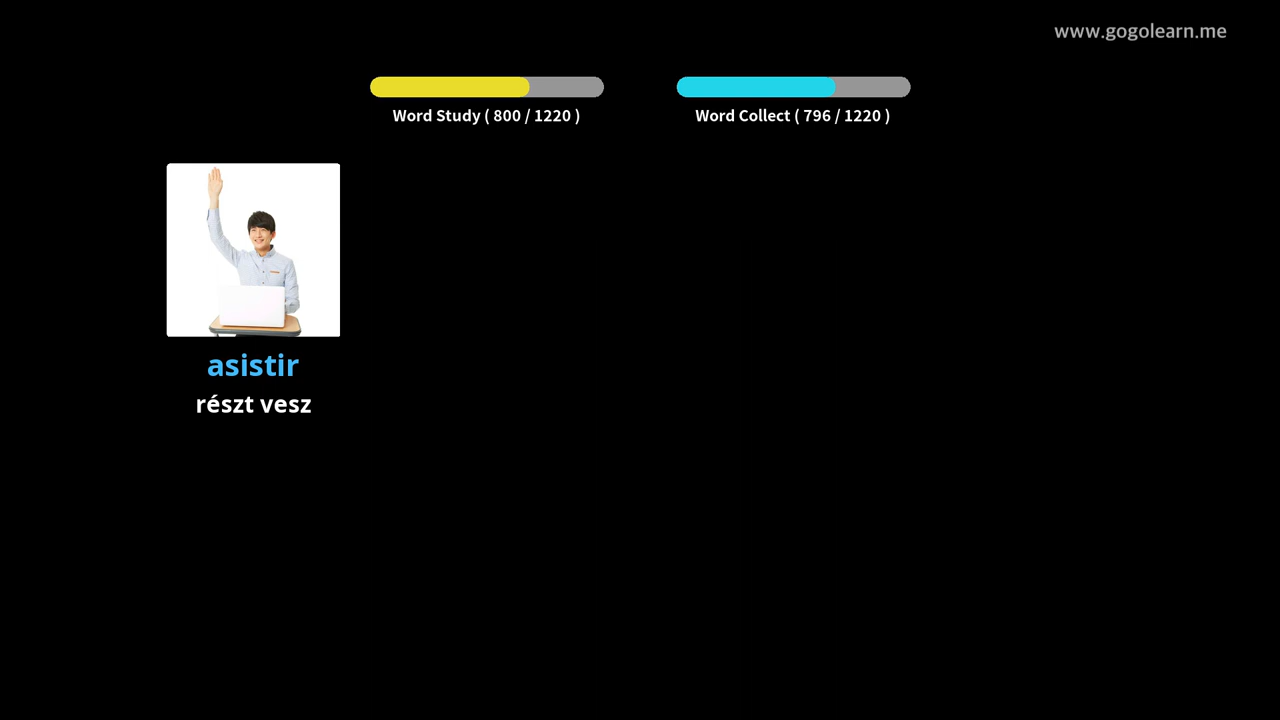 www.gogolearn.me
Word Study ( 800 / 1220 )
Word Collect ( 796 / 1220 )
asistir
részt vesz